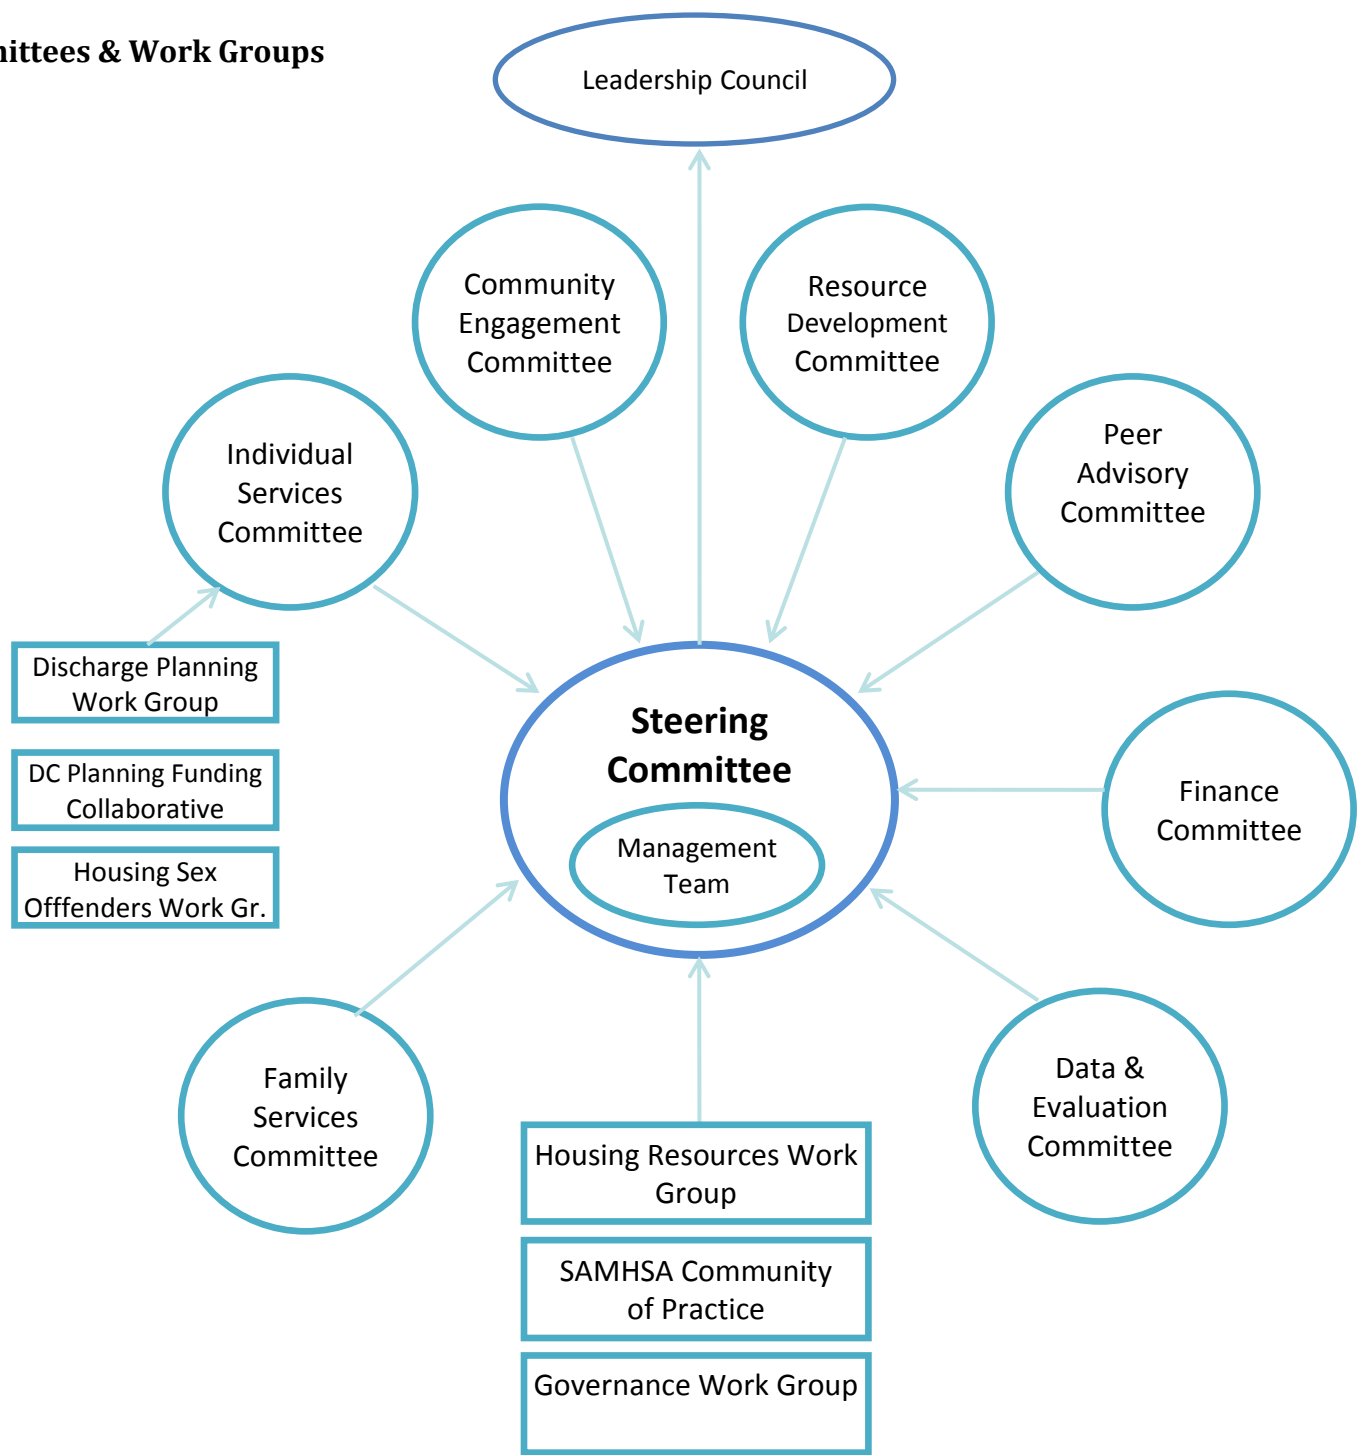 & Work Groups
Leadership Council
Community
Engagement
Committee
Resource
Development
Committee
Individual
Services
Committee
Peer
Advisory
Committee
Discharge Planning
Work Group
DC Planning Funding
Collaborative
Housing Sex
Offfenders Work Gr.
Steering
Committee
Management
Team
Finance
Committee
Family
Services
Committee
Housing Resources Work
Group
SAMHSA Community
of Practice
Governance Work Group
Data &
Evaluation
Committee